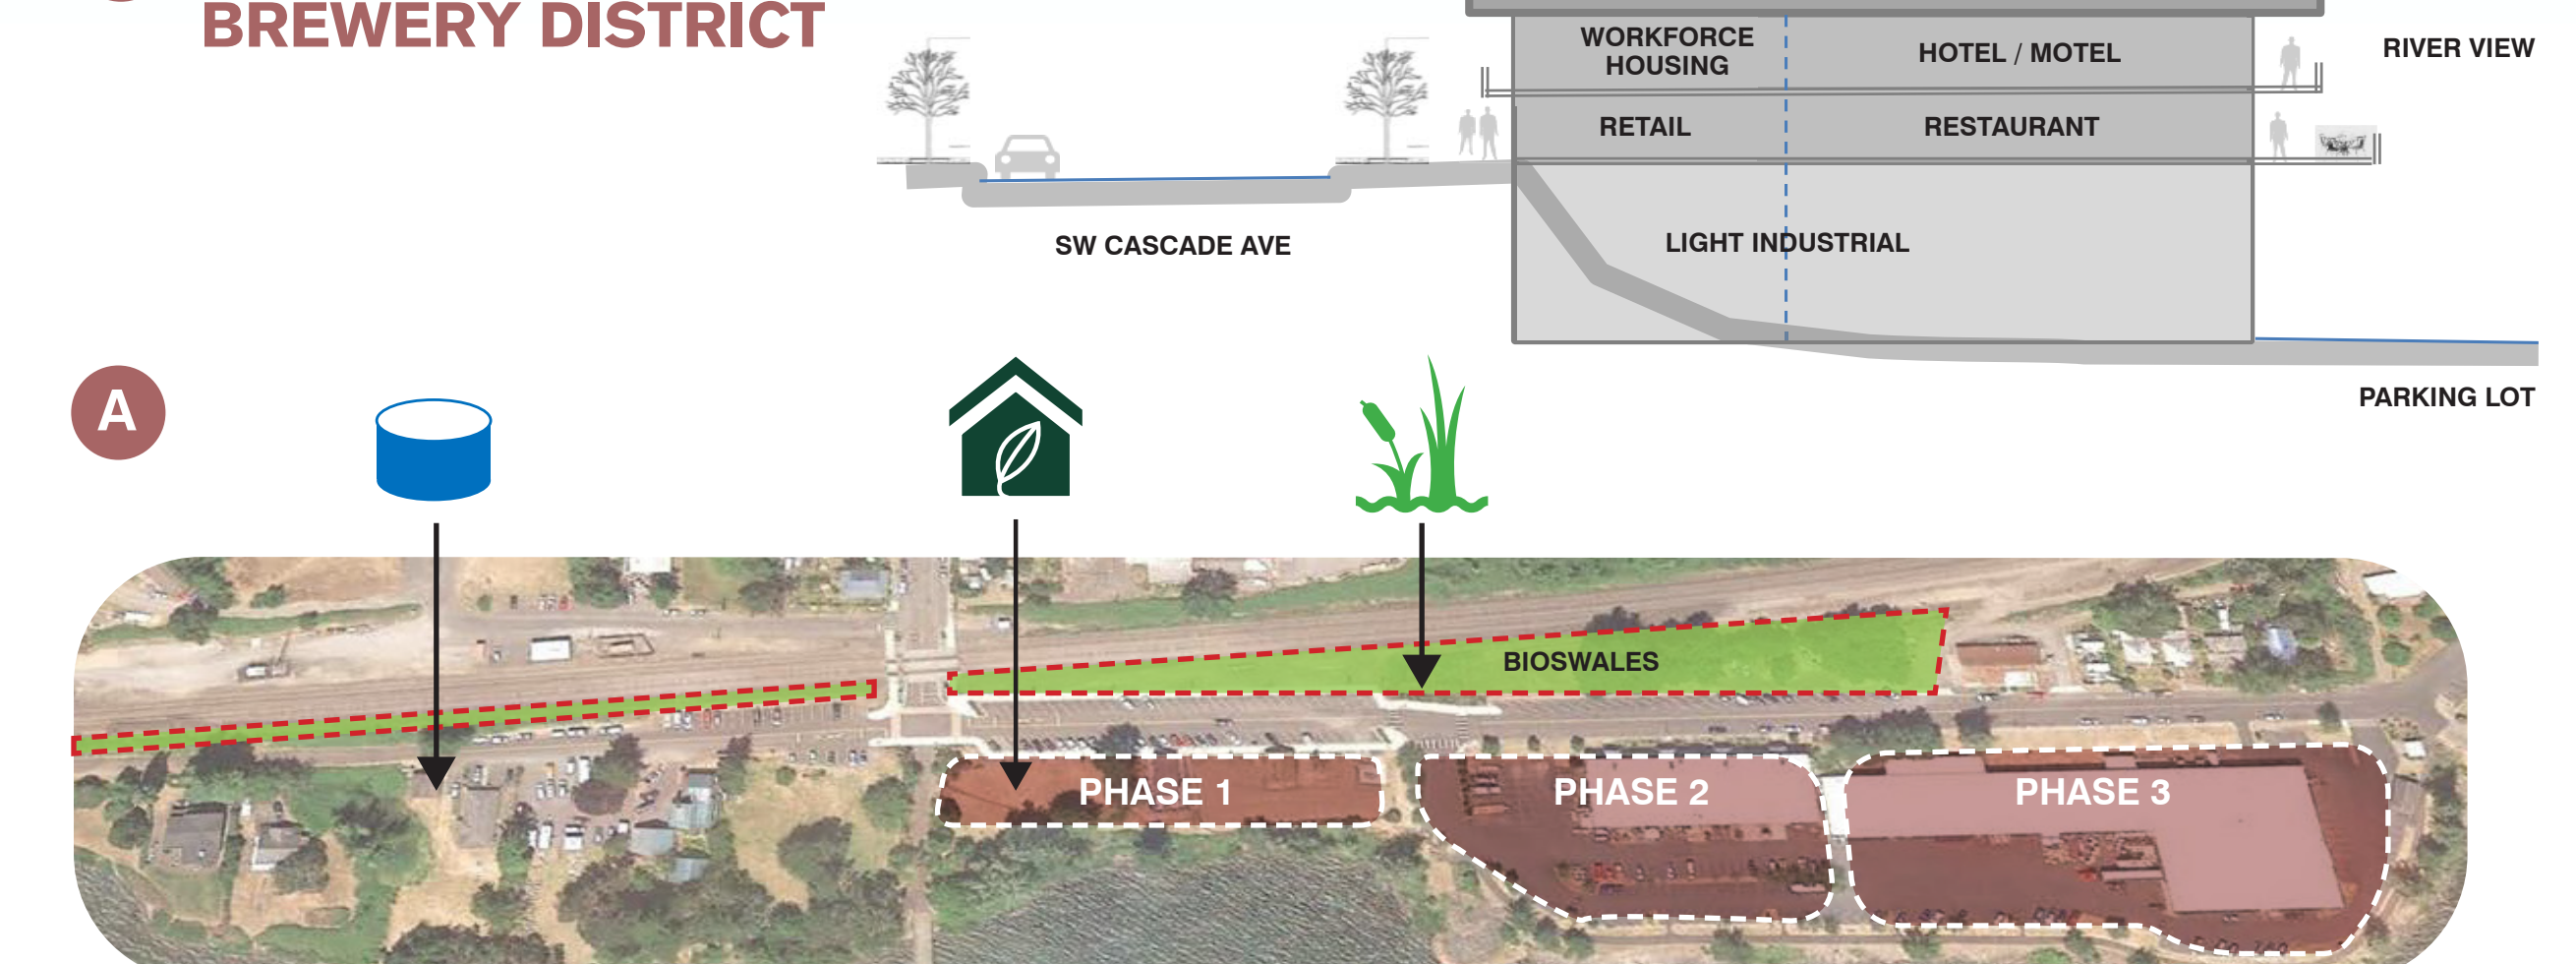 BREWERY DISTRICT
WORKFORCE
HOUSING
HOTEL / MOTEL
RIVER VIEW
RETAIL
RESTAURANT
SW CASCADE AVE
LIGHT INDUSTRIAL
PARKING LOT
A
BIOSWALES
PHASE 1
PHASE 2
PHASE 3